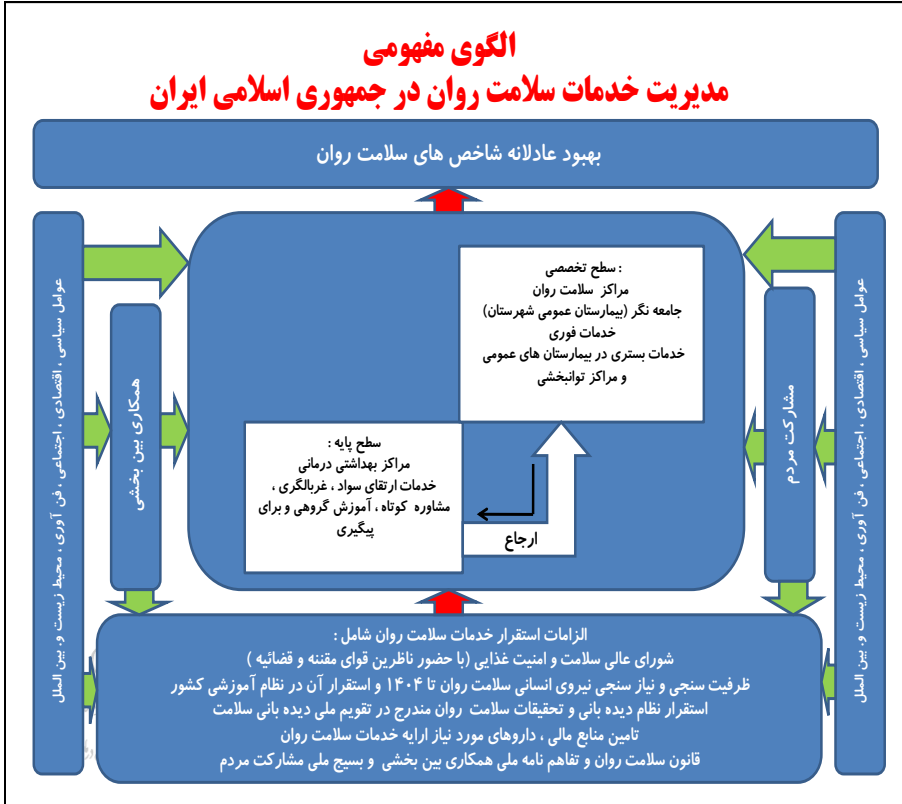 الگوی مفهومی
مدیریت خدمات سلامت روان در جمهوری اسلامی ایران
بهبود عادلانه شاخص های سلامت روان
عوامل سیاسی ، اقتصادی ، اجتماعی ، فن آوری ، محیط زیست و. بین الملل
مشارکت مردم
سطح تخصصی :
مراکز سلامت روان
جامعه نگر (بیمارستان عمومی شهرستان)
خدمات فوری
خدمات بستری در بیمارستان های عمومی
و مراکز توانبخشی
سطح پایه :
مراکز بهداشتی درمانی
خدمات ارتقای سواد ، غربالگری ،
مشاوره کوتاه ، آموزش گروهی و برای
پیگیری
ارجاع
همکاری بین بخشی
عوامل سیاسی ، اقتصادی ، اجتماعی ، فن آوری ، محیط زیست و. بین الملل
الزامات استقرار خدمات سلامت روان شامل :
شورای عالی سلامت و امنیت غذایی (با حضور ناظرین قوای مقننه و قضائیه )
ظرفیت سنجی و نیاز سنجی نیروی انسانی سلامت روان تا ۱۴۰۴ و استقرار آن در نظام آموزشی کشور
استقرار نظام دیده بانی و تحقیقات سلامت روان مندرج در تقویم ملی دیده بانی سلامت
تامین منابع مالی ، داروهای مورد نیاز ارایه خدمات سلامت روان
قانون سلامت روان و تفاهم نامه ملی همکاری بین بخشی و بسیج ملی مشارکت مردم